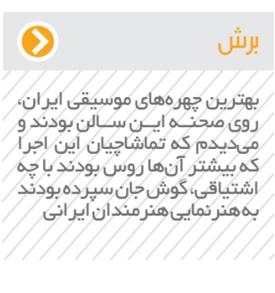 برش
بهترین چهره‌های موسیقی ایران،
روی صحنه این سالن بودند و
می‌دیدم که تماشاچیان این اجرا
که بیشتر آن‌ها روس بودند با چه
اشتیاقی، گوش جان سپرده بودند
به هنرنمایی هنرمندان ایرانی